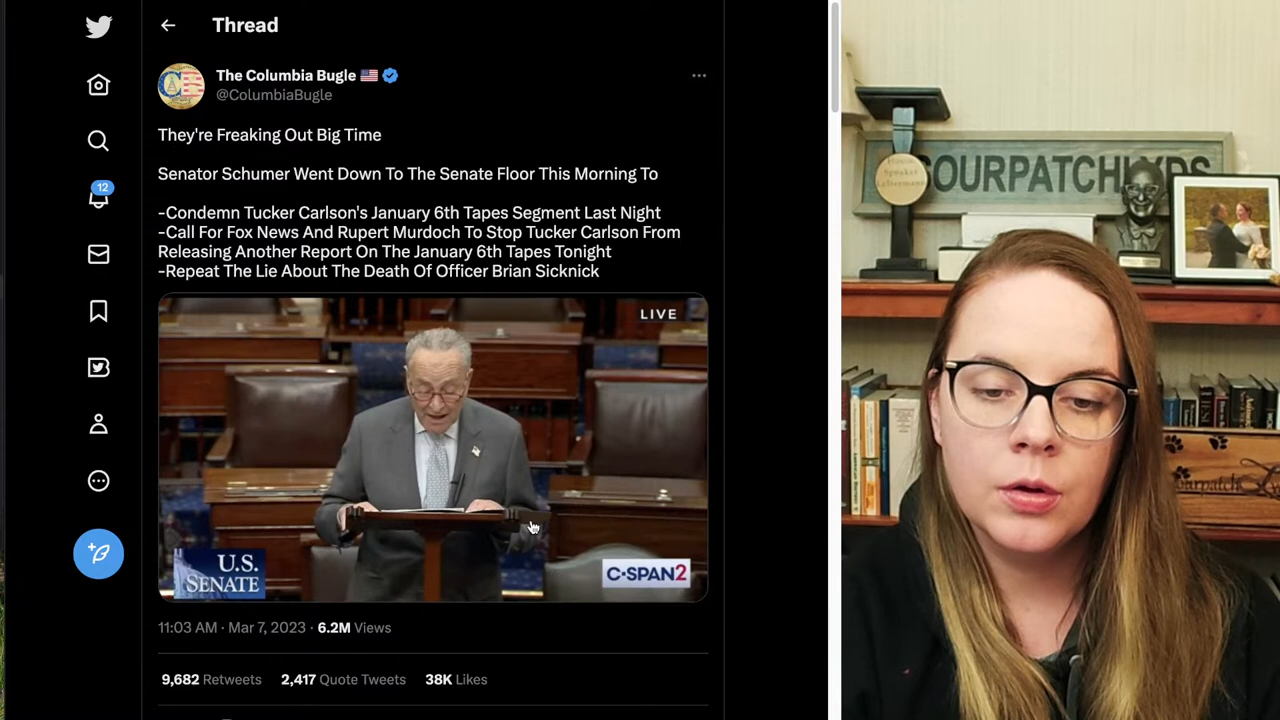 Thread
The Columbia Bugle 🇺🇸
@ColumbiaBugle
They're Freaking Out Big Time
Senator Schumer Went Down To The Senate Floor This Morning To
-Condemn Tucker Carlson's January 6th Tapes Segment Last Night
-Call For Fox News And Rupert Murdoch To Stop Tucker Carlson From
Releasing Another Report On The January 6th Tapes Tonight
-Repeat The Lie About The Death Of Officer Brian Sicknick
LIVE
U.S.
SENATE
C-SPAN2
11:03 AM · Mar 7, 2023 · 6.2M Views
9,682 Retweets 2,417 Quote Tweets 38K Likes
12
OURPATCHLYDS
House
Speaker